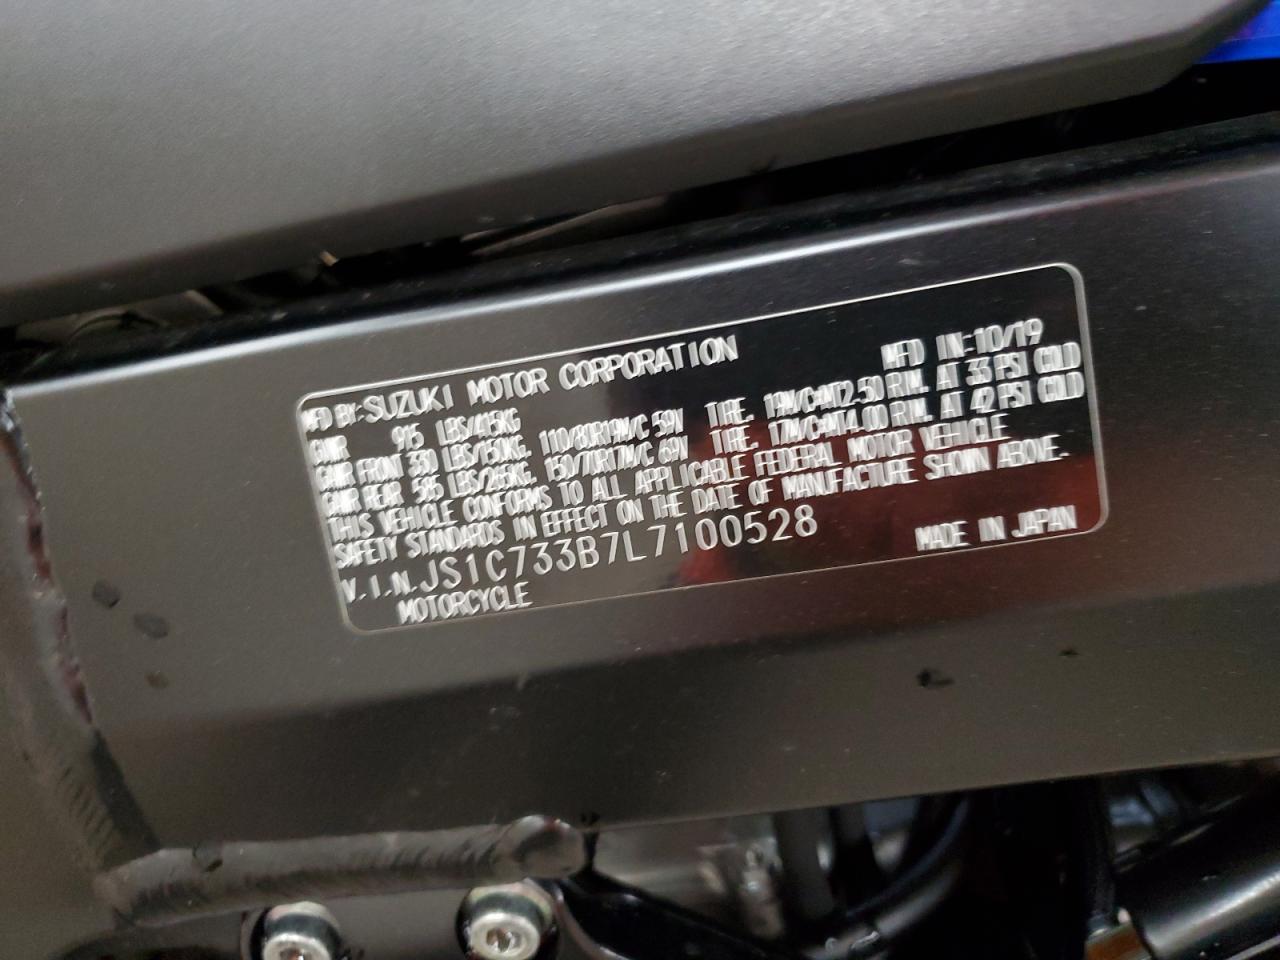 MFD BY:SUZUKI MOTOR CORPORATION MFD IN:10/19
GVWR 915 LBS/415KG
GAWR FRONT 330 LBS/150KG, 110/80R19M/C 59V TIRE, 19M/CXMT2.50 RIM, AT 33 PSI COLD
GAWR REAR 585 LBS/265KG, 150/70R17M/C 69V TIRE, 17M/CXMT4.00 RIM, AT 42 PSI COLD
THIS VEHICLE CONFORMS TO ALL APPLICABLE FEDERAL MOTOR VEHICLE
SAFETY STANDARDS IN EFFECT ON THE DATE OF MANUFACTURE SHOWN ABOVE.
V.I.N.JS1C733B7L7100528
MOTORCYCLE MADE IN JAPAN